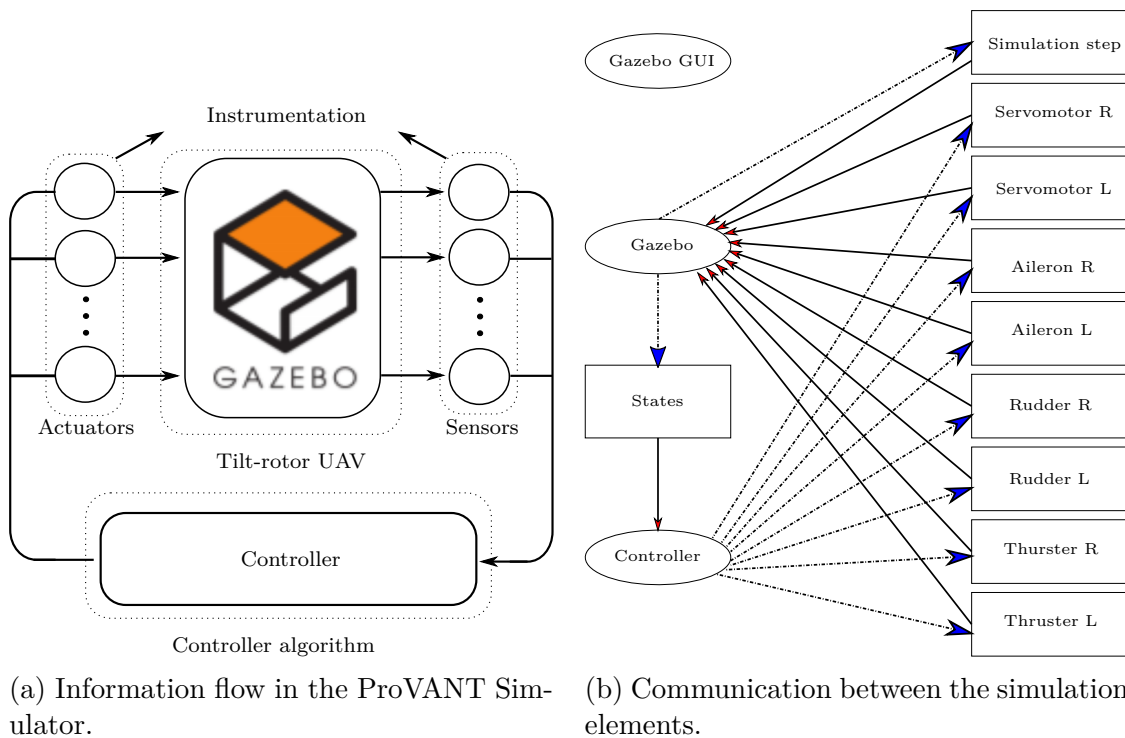 Instrumentation
GAZEBO
Actuators
Sensors
Tilt-rotor UAV
Controller
Controller algorithm
(a) Information flow in the ProVANT Sim-
ulator.
Gazebo GUI
Simulation step
Servomotor R
Servomotor L
Gazebo
Aileron R
Aileron L
States
Rudder R
Rudder L
Controller
Thurster R
Thruster L
(b) Communication between the simulation
elements.